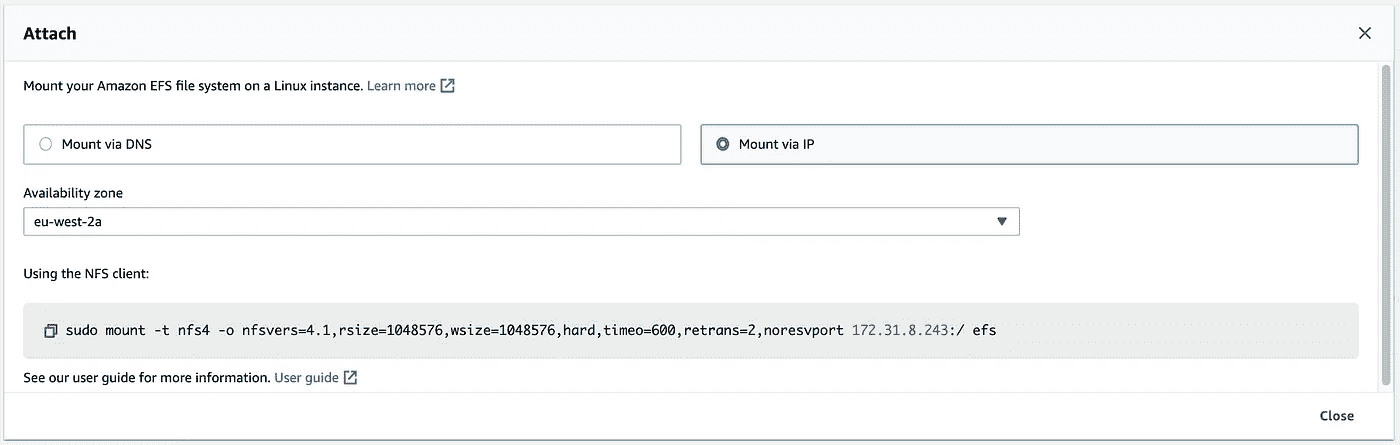 Attach
Mount your Amazon EFS file system on a Linux instance. Learn more
Mount via DNS
Mount via IP
Availability zone
eu-west-2a
Using the NFS client:
sudo mount -t nfs4 -o nfsvers=4.1,rsize=1048576,wsize=1048576,hard,timeo=600,retrans=2,noresvport 172.31.8.243:/ efs
See our user guide for more information. User guide
Close